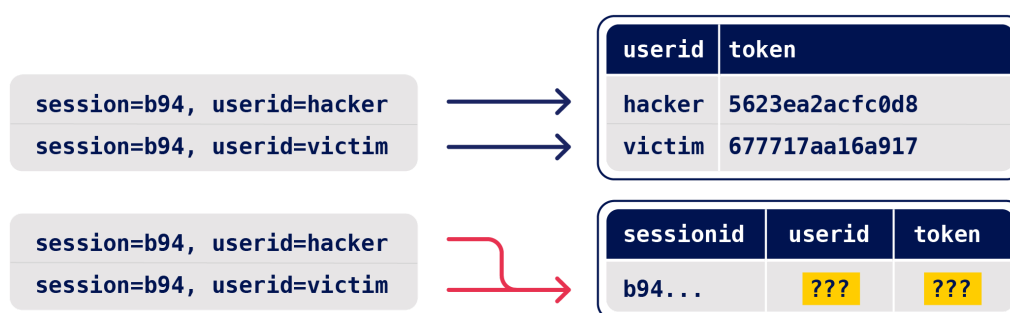 userid token
session=b94, userid=hacker hacker 5623ea2acfc0d8
session=b94, userid=victim victim 677717aa16a917
sessionid userid token
session=b94, userid=hacker
session=b94, userid=victim b94... ??? ???